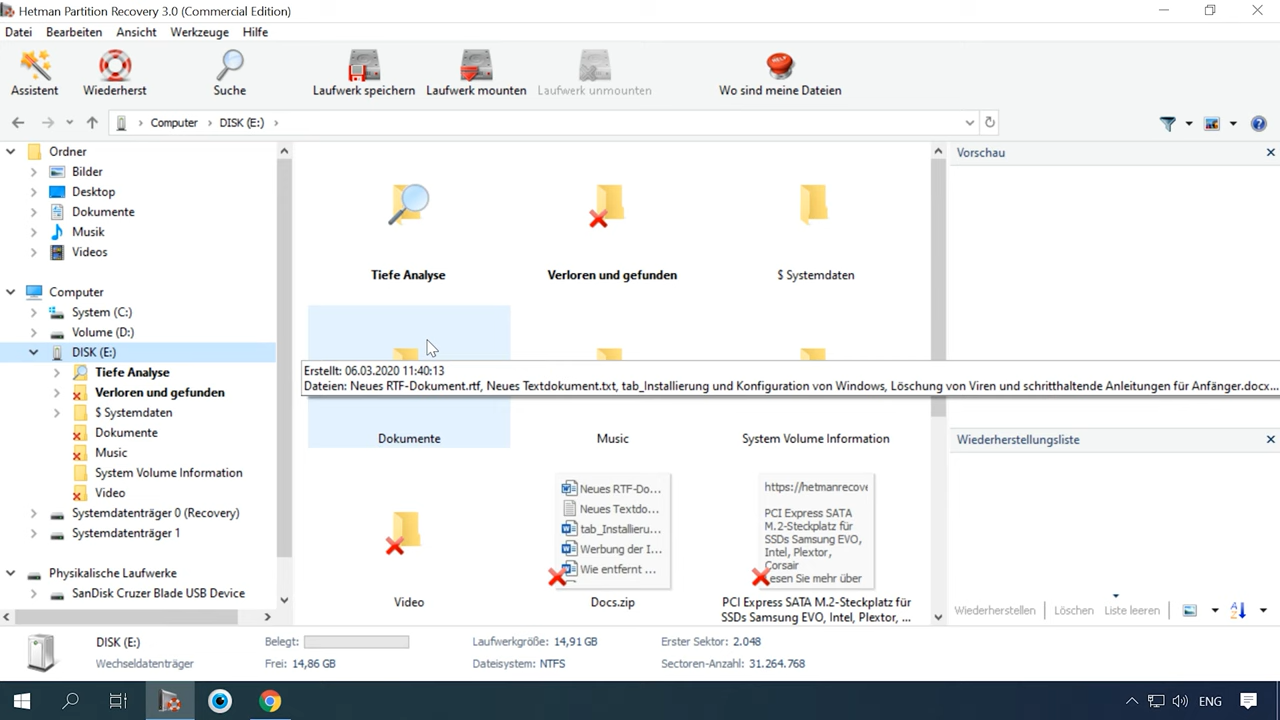 Hetman Partition Recovery 3.0 (Commercial Edition)
Datei Bearbeiten Ansicht Werkzeuge Hilfe
Assistent Wiederherst Suche Laufwerk speichern Laufwerk mounten Laufwerk unmounten Wo sind meine Dateien
HELP
Computer DISK (E:)
Ordner
Bilder
Desktop
Dokumente
Musik
Videos
Computer
System (C:)
Volume (D:)
DISK (E:)
Tiefe Analyse
Verloren und gefunden
$ Systemdaten
Dokumente
Music
System Volume Information
Video
Systemdatenträger 0 (Recovery)
Systemdatenträger 1
Physikalische Laufwerke
SanDisk Cruzer Blade USB Device
Tiefe Analyse
Verloren und gefunden
$ Systemdaten
Erstellt: 06.03.2020 11:40:13
Dateien: Neues RTF-Dokument.rtf, Neues Textdokument.txt, tab_Installierung und Konfiguration von Windows, Löschung von Viren und schritthaltende Anleitungen für Anfänger.docx...
Dokumente
Music
System Volume Information
Neues RTF-Do...
Neues Textdo...
tab_Installieru...
Werbung der I...
Wie entfernt ...
https://hetmanrecove
PCI Express SATA
M.2-Steckplatz für
SSDs Samsung EVO,
Intel, Plextor,
Corsair
esen Sie mehr über
Video
Docs.zip
PCI Express SATA M.2-Steckplatz für
SSDs Samsung EVO, Intel, Plextor, ...
Vorschau
Wiederherstellungsliste
Wiederherstellen Löschen Liste leeren
DISK (E:)
Wechseldatenträger
Belegt:
Frei: 14,86 GB
Laufwerkgröße: 14,91 GB
Dateisystem: NTFS
Erster Sektor: 2.048
Sectoren-Anzahl: 31.264.768
ENG